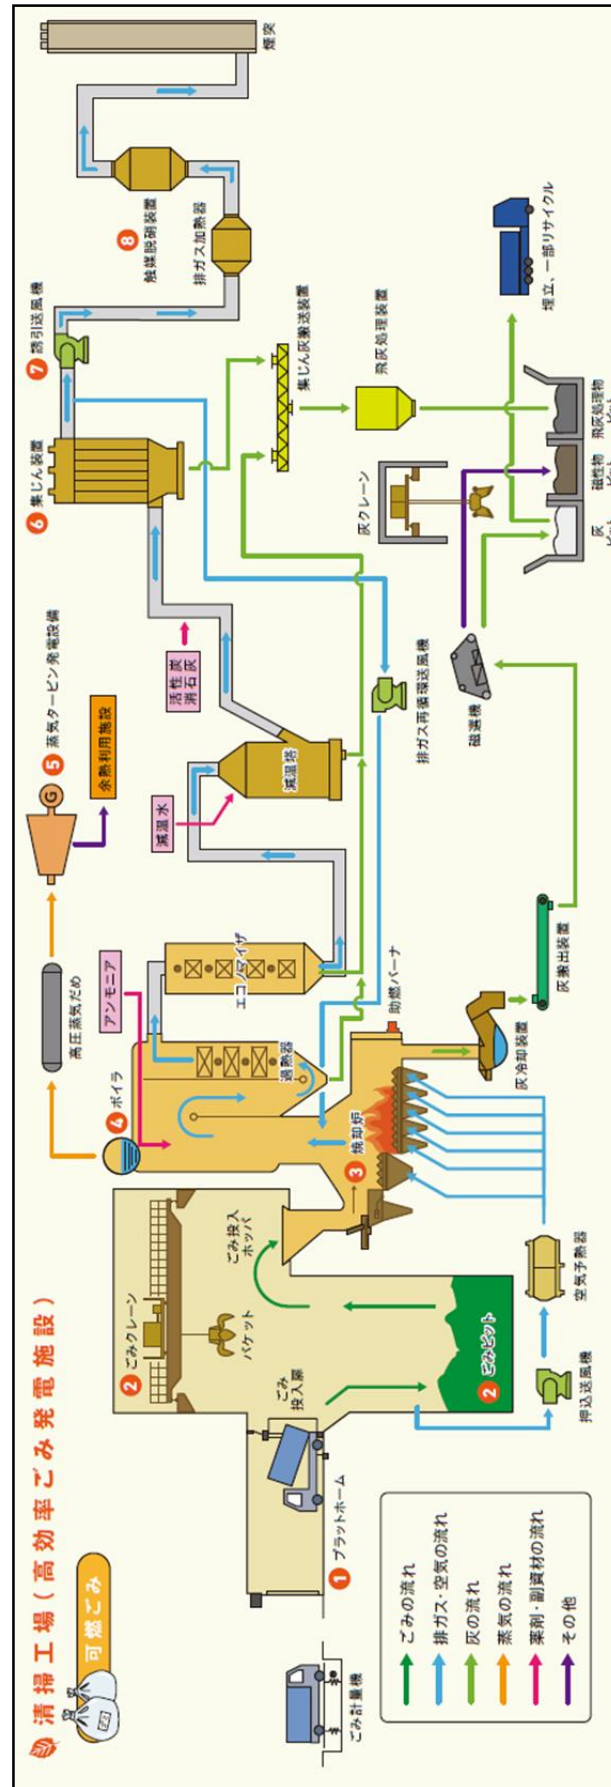 清掃工場(高効率ごみ発電施設)
可燃ごみ
ごみ計量機
1 プラットホーム
ごみ
投入扉
2 ごみクレーン
バケット
2 ごみピット
ごみ投入
ホッパ
押込送風機
空気予熱器
3 焼却炉
助燃バーナ
4 ボイラ
過熱器
アンモニア
高圧蒸気だめ
5 蒸気タービン発電設備
G
余熱利用施設
エコノマイザ
減温水
減温塔
活性炭
消石灰
6 集じん装置
7 誘引送風機
8
触媒脱硝装置
排ガス加熱器
煙突
排ガス再循環送風機
集じん灰搬送装置
飛灰処理装置
灰冷却装置
灰搬出装置
磁選機
灰クレーン
灰
磁性物
飛灰処理物
埋立、一部リサイクル
ごみの流れ
排ガス・空気の流れ
灰の流れ
蒸気の流れ
薬剤・副資材の流れ
その他